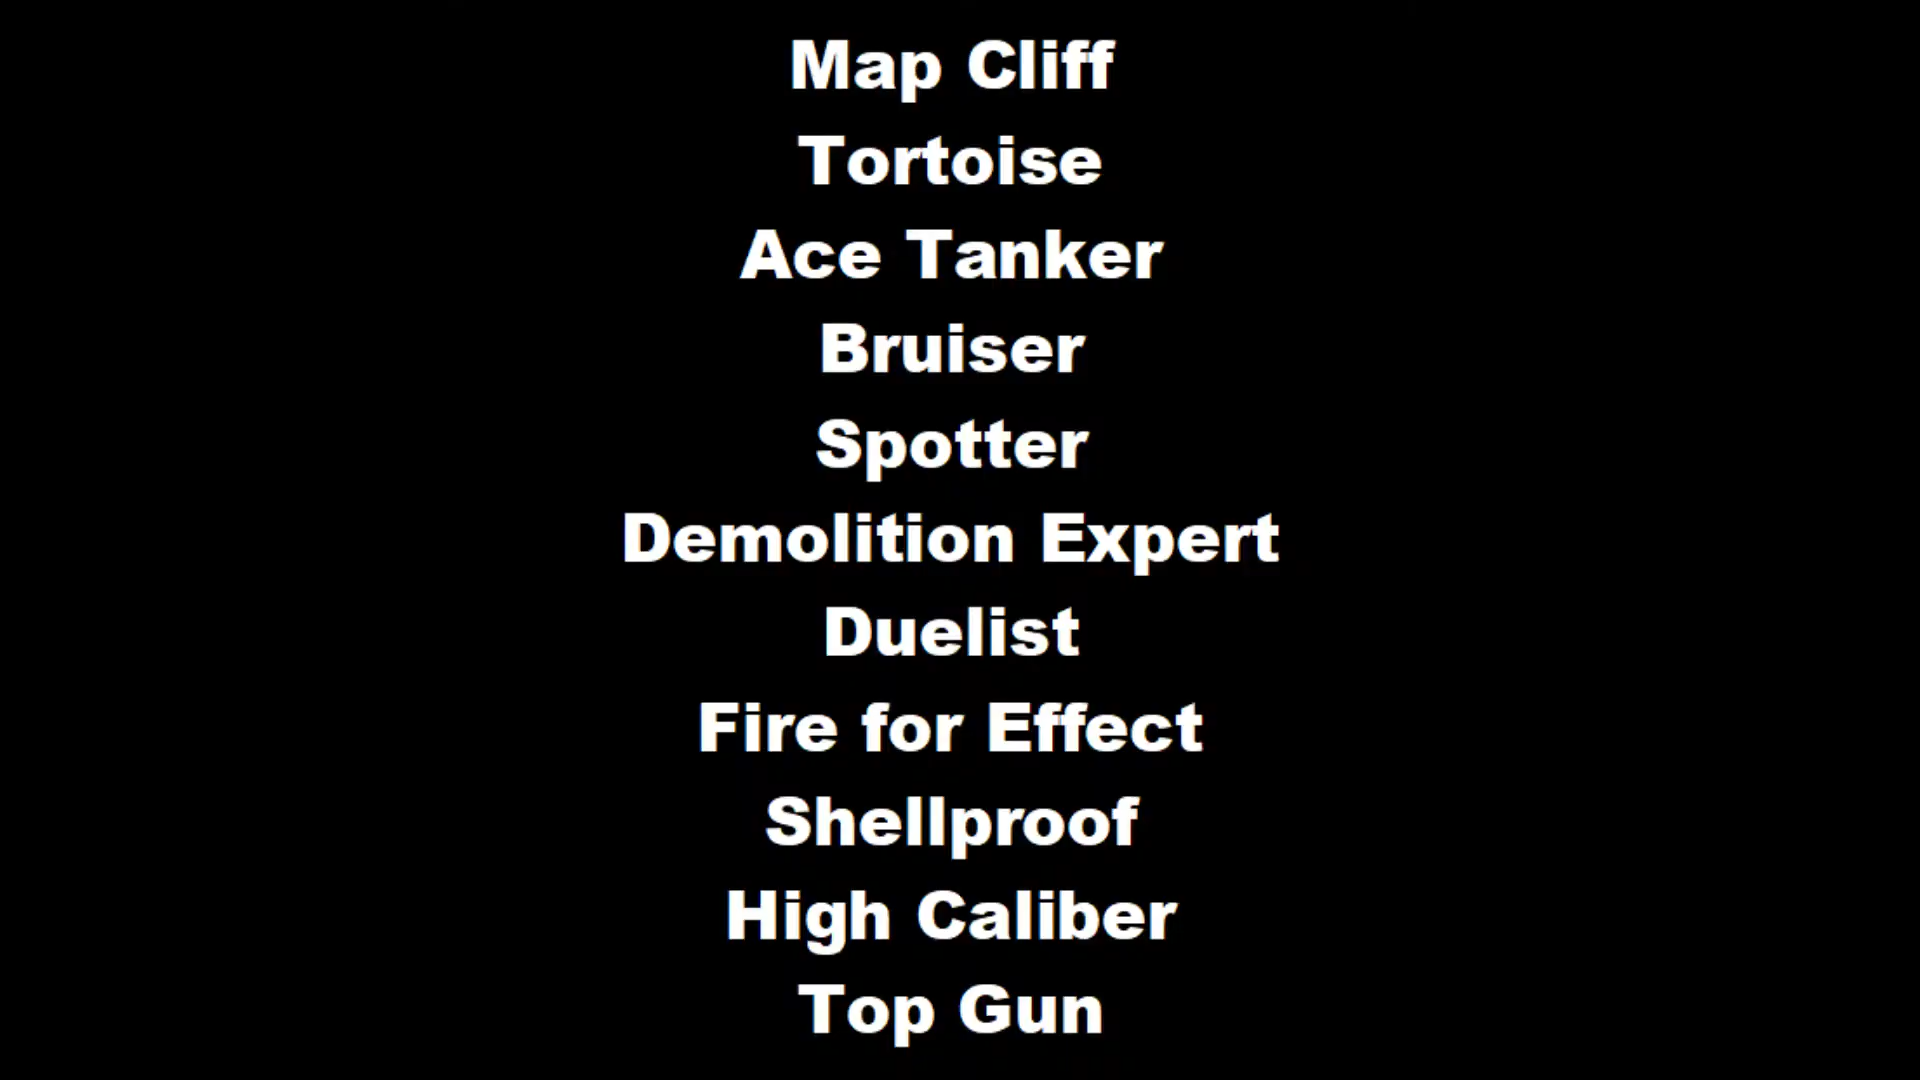 Map Cliff
Tortoise
Ace Tanker
Bruiser
Spotter
Demolition Expert
Duelist
Fire for Effect
Shellproof
High Caliber
Top Gun